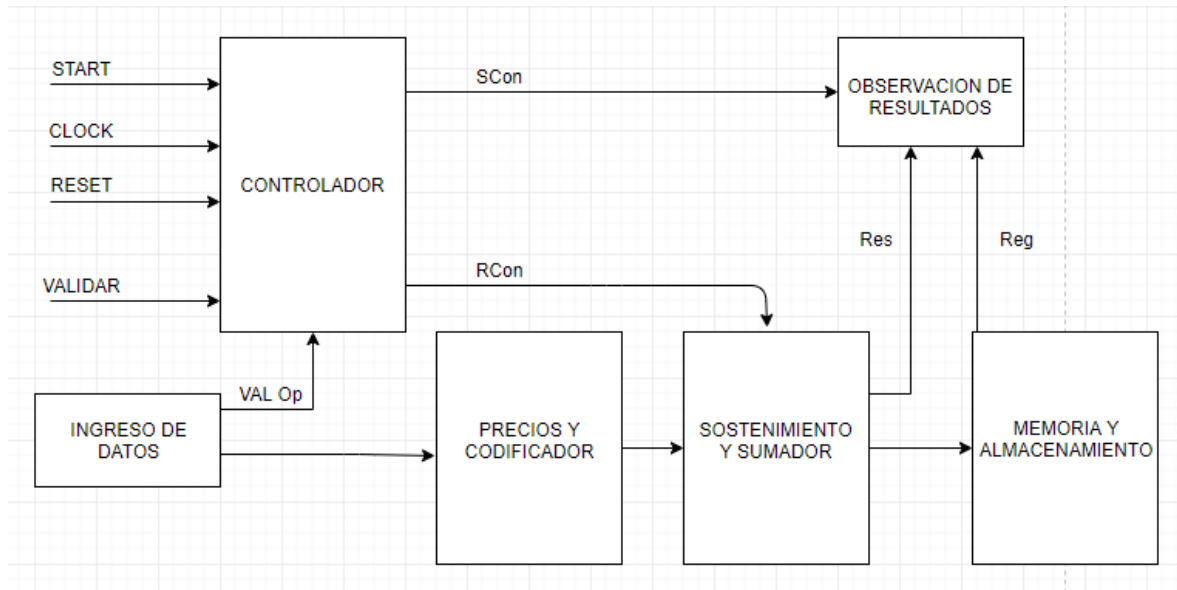 START
CLOCK
RESET
VALIDAR
CONTROLADOR
SCon
OBSERVACION DE
RESULTADOS
RCon
Res
Reg
VAL Op
INGRESO DE
DATOS
PRECIOS Y
CODIFICADOR
SOSTENIMIENTO
Y SUMADOR
MEMORIA Y
ALMACENAMIENTO